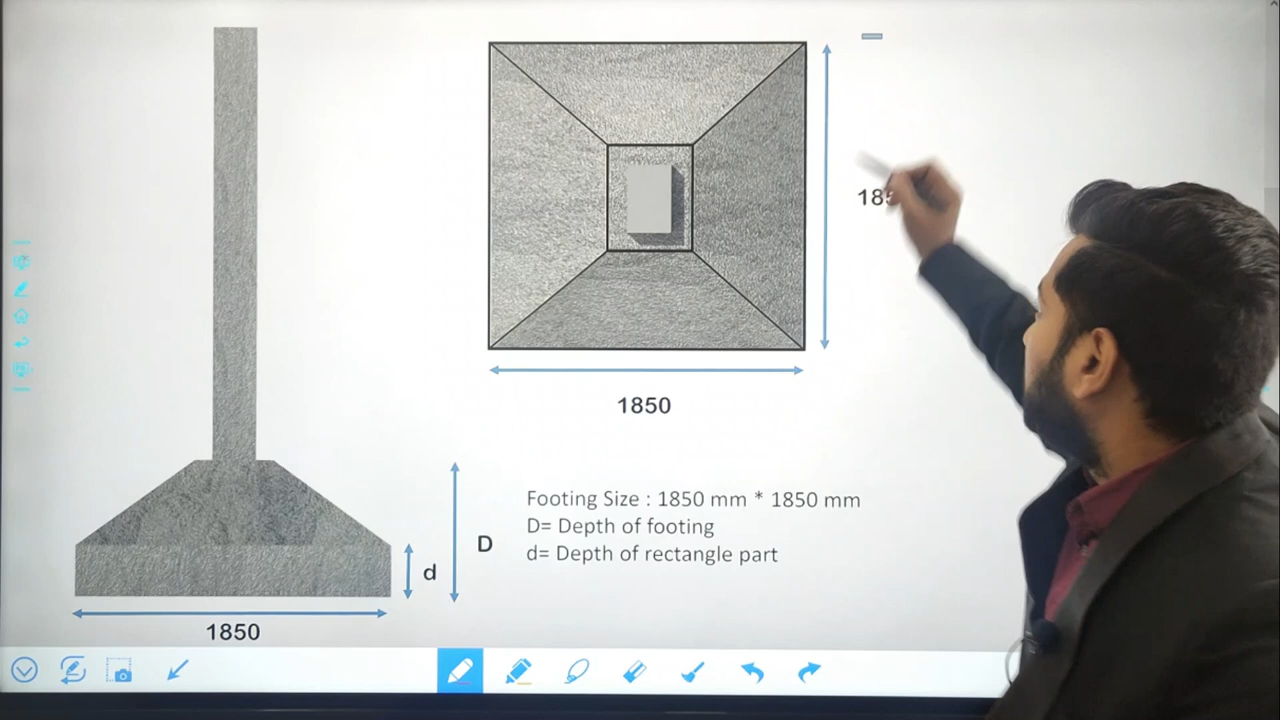 1850
Footing Size : 1850 mm * 1850 mm
D= Depth of footing
d= Depth of rectangle part
D
d
1850